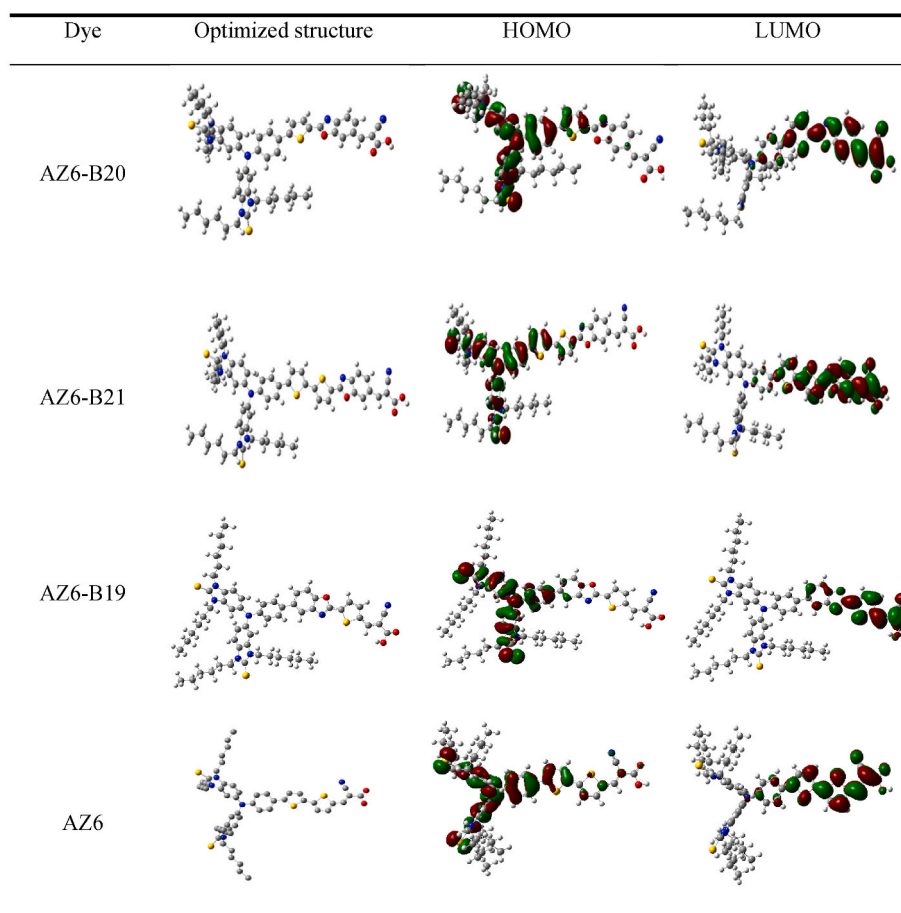 Dye Optimized structure HOMO LUMO
AZ6-B20
AZ6-B21
AZ6-B19
AZ6